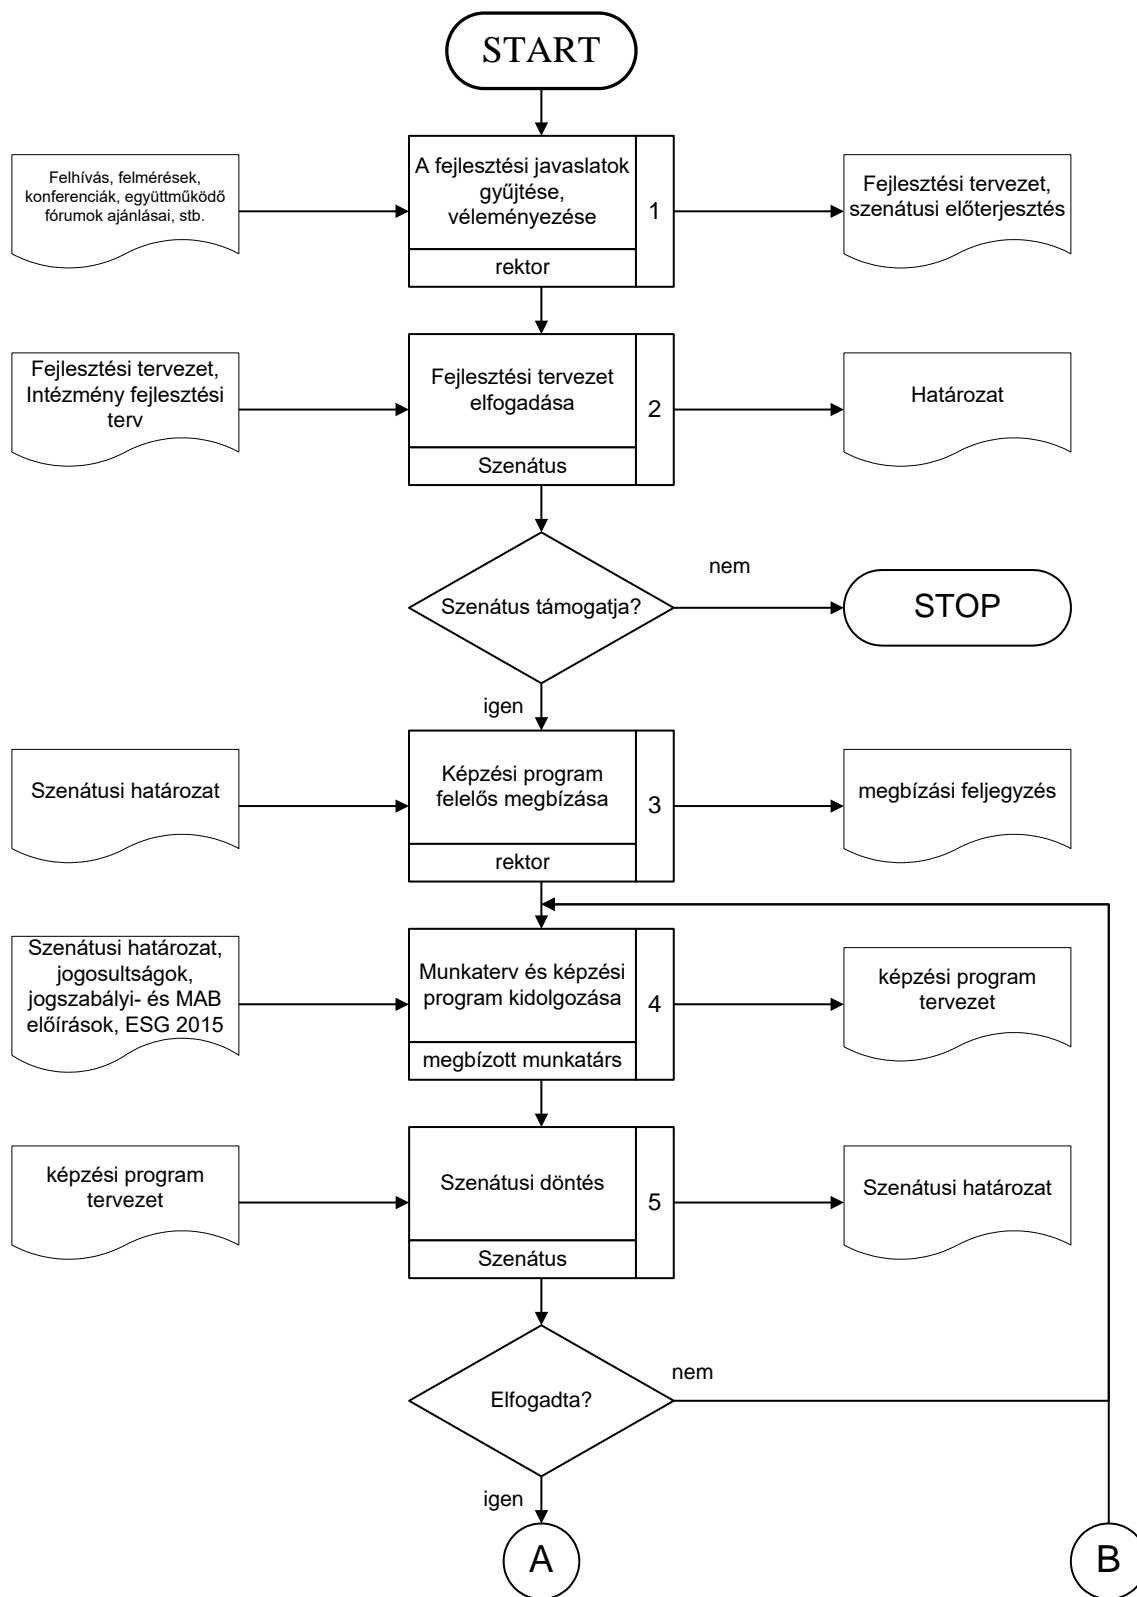 START
Felhívás, felmérések,
konferenciák, együttműködő
fórumok ajánlásai, stb.
A fejlesztési javaslatok
gyűjtése,
véleményezése
rektor
1
Fejlesztési tervezet,
szenátusi előterjesztés
Fejlesztési tervezet,
Intézmény fejlesztési
terv
Fejlesztési tervezet
elfogadása
Szenátus
2
Határozat
Szenátus támogatja?
nem
STOP
igen
Szenátusi határozat
Képzési program
felelős megbízása
rektor
3
megbízási feljegyzés
Szenátusi határozat,
jogosultságok,
jogszabályi- és MAB
előírások, ESG 2015
Munkaterv és képzési
program kidolgozása
megbízott munkatárs
4
képzési program
tervezet
képzési program
tervezet
Szenátusi döntés
Szenátus
5
Szenátusi határozat
Elfogadta?
nem
igen
A
B